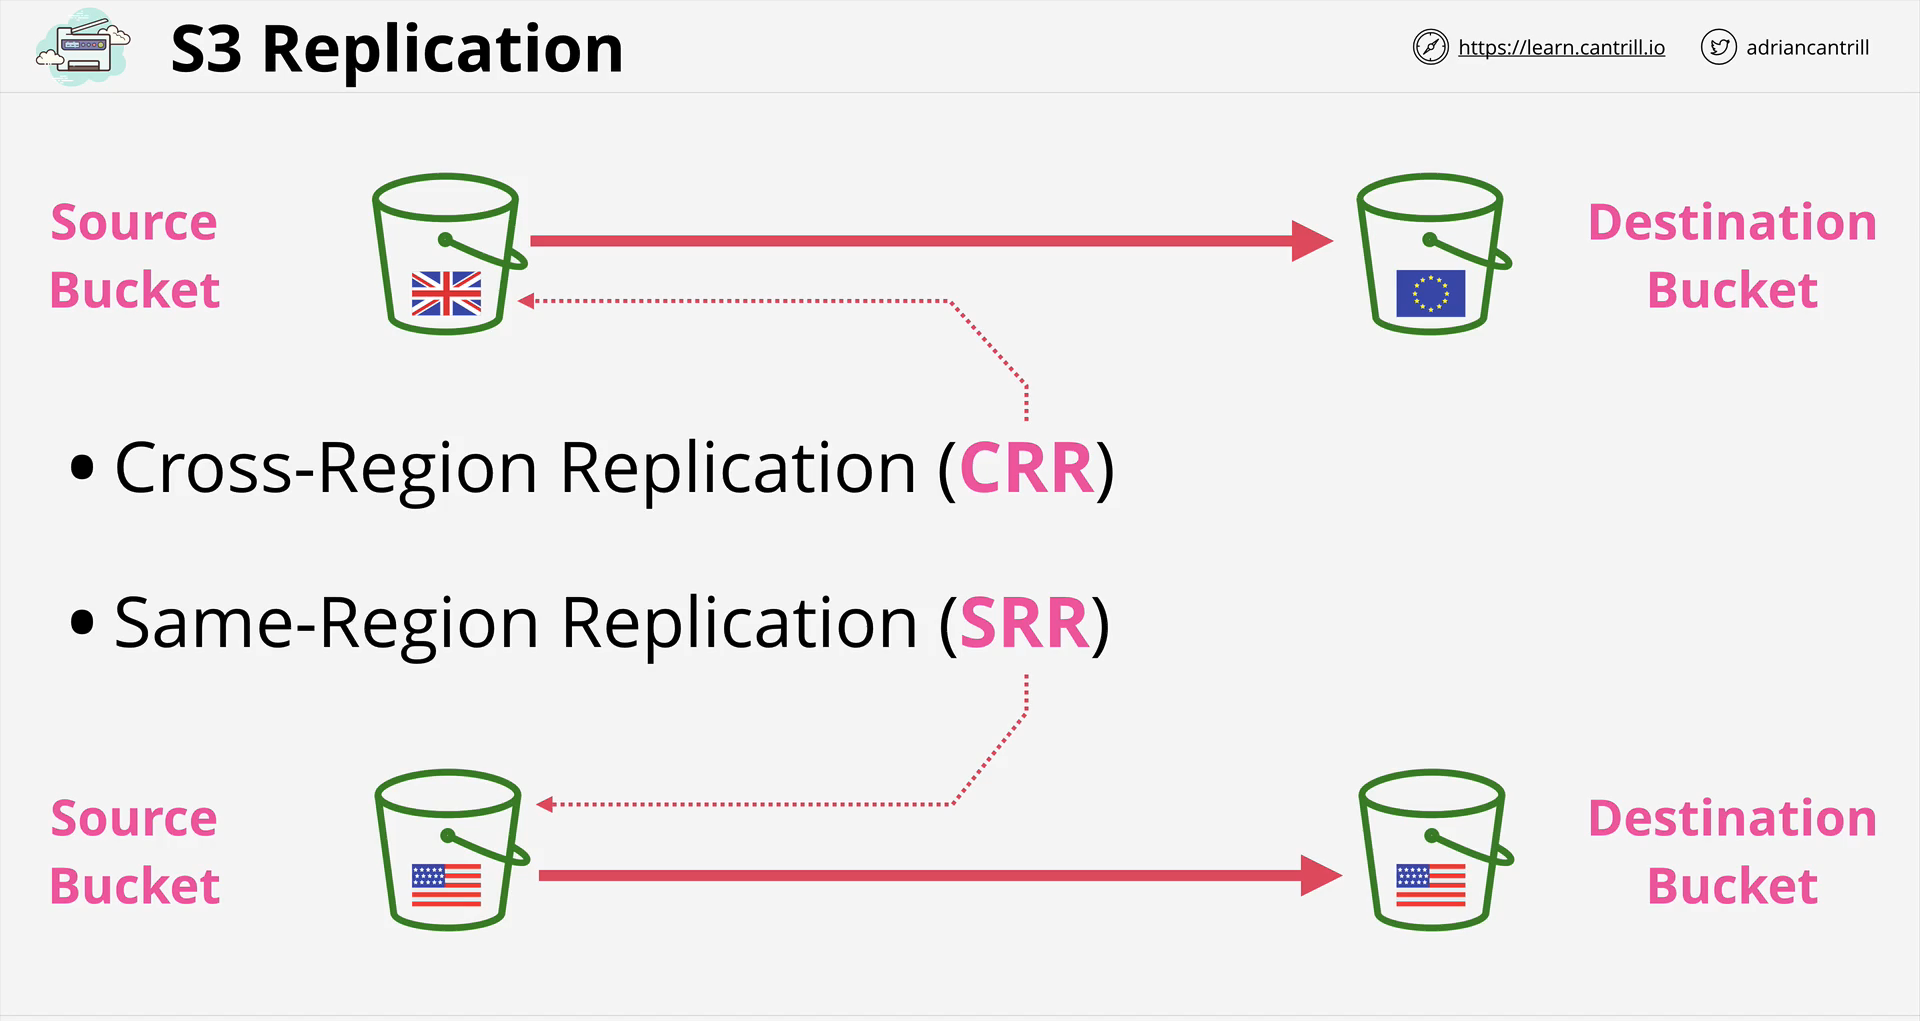 S3 Replication
https://learn.cantrill.io
adriancantrill
Source
Bucket
Destination
Bucket
• Cross-Region Replication (CRR)
• Same-Region Replication (SRR)
Source
Bucket
Destination
Bucket